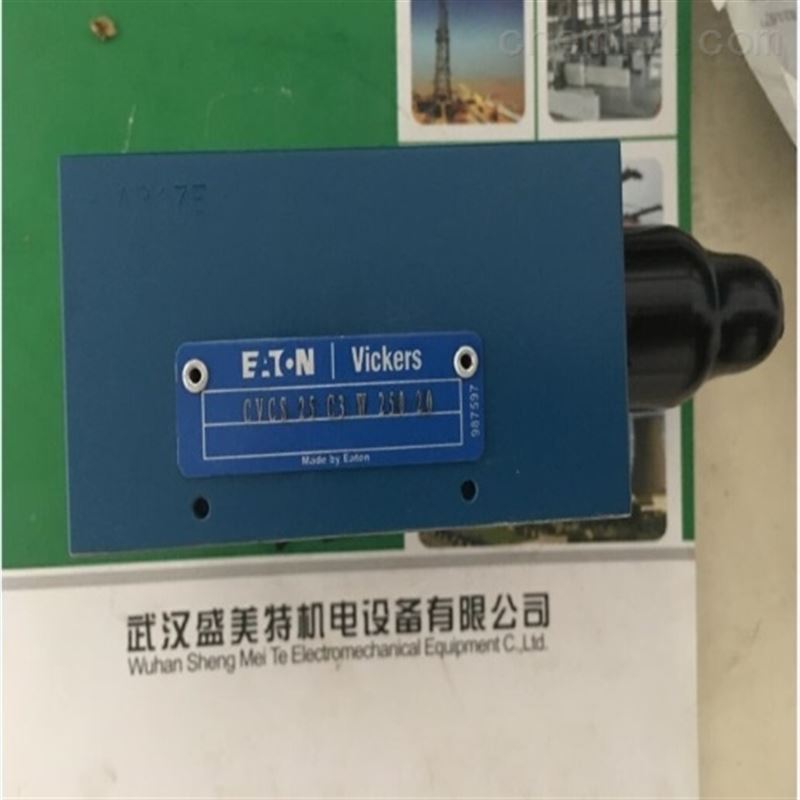 EATON | Vickers
CVCS 25 C3 W 250 20
987597
Made by Eaton
武汉盛美特机电设备有限公司
Wuhan Sheng Mei Te Electromechanical Equipment C.,Ltd.